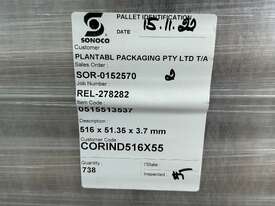 PALLET IDENTIFICATION
SONOCO
DATE 15.11.20
Customer
PLANTABL PACKAGING PTY LTD T/A
Sales Order :
SOR-0152570
Job Number :
REL-278282
Item Code :
0515513537
Description :
516 x 51.35 x 3.7 mm
Customer Code
CORIND516X55
Quantity :
738
Inspected